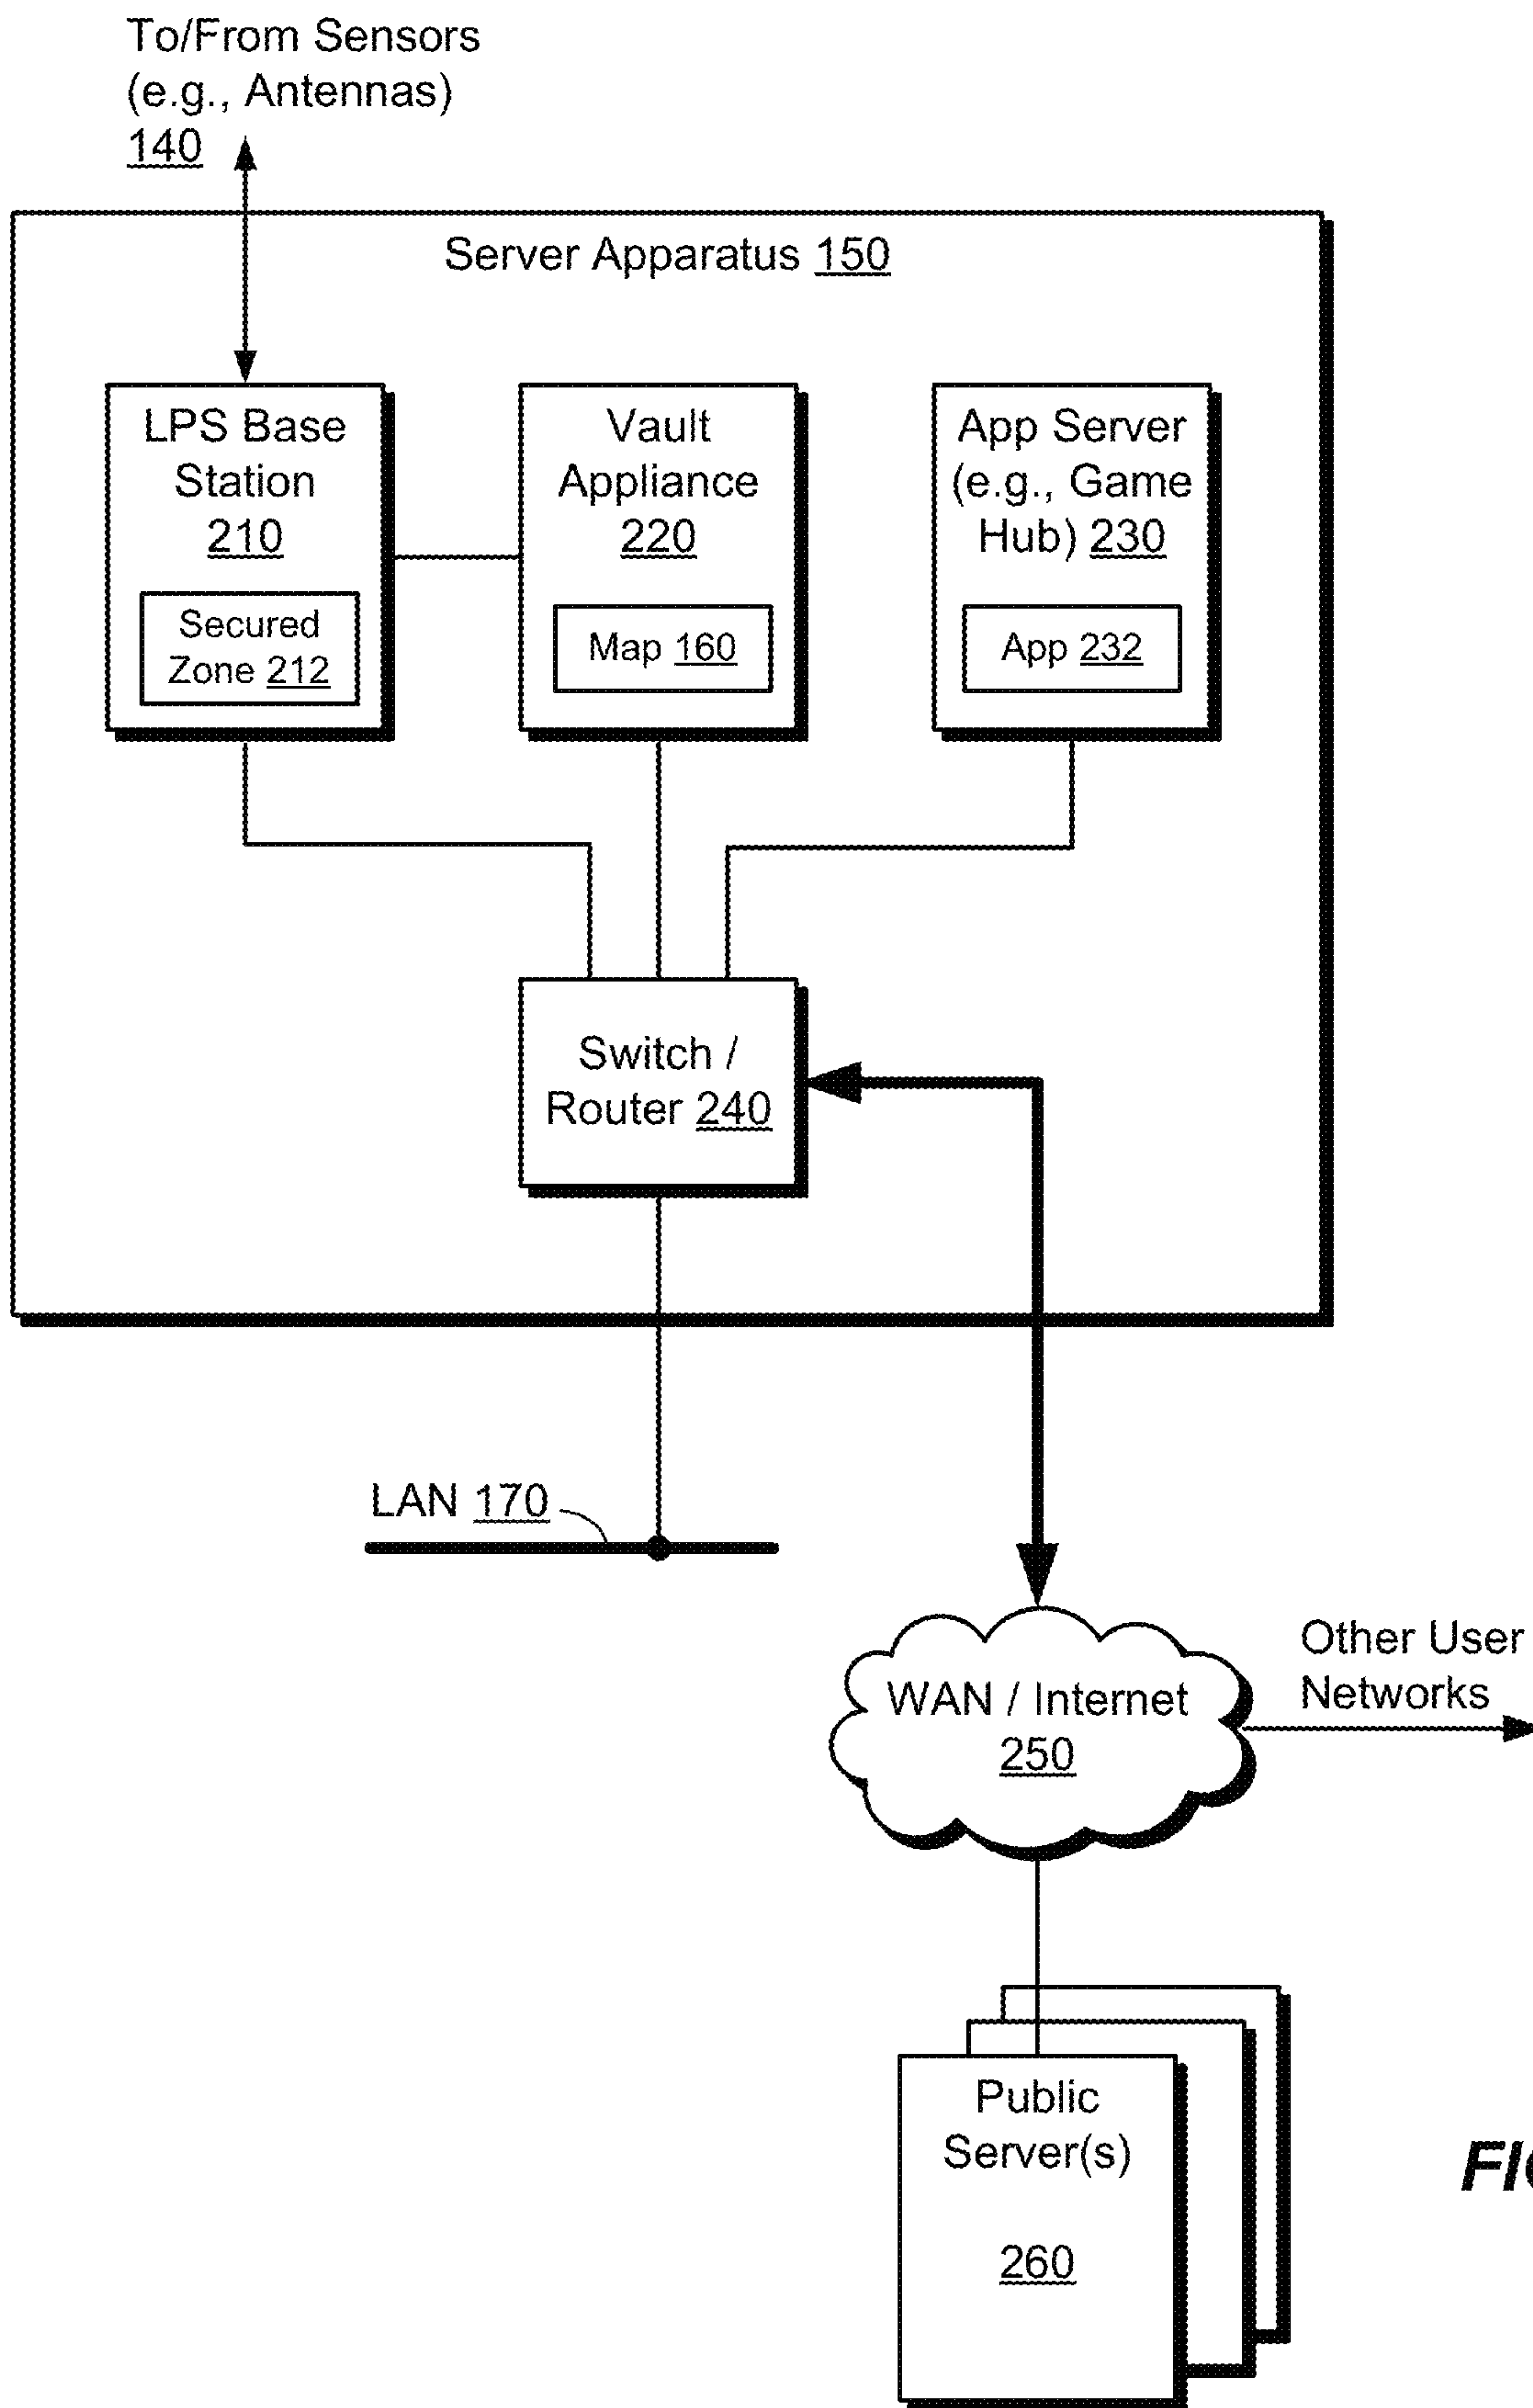 To/From Sensors
(e.g., Antennas)
140
Server Apparatus 150
LPS Base
Station
210
Secured
Zone 212
Vault
Appliance
220
Map 160
App Server
(e.g., Game
Hub) 230
App 232
Switch /
Router 240
LAN 170
WAN / Internet
250
Other User
Networks
Public
Server(s)
260